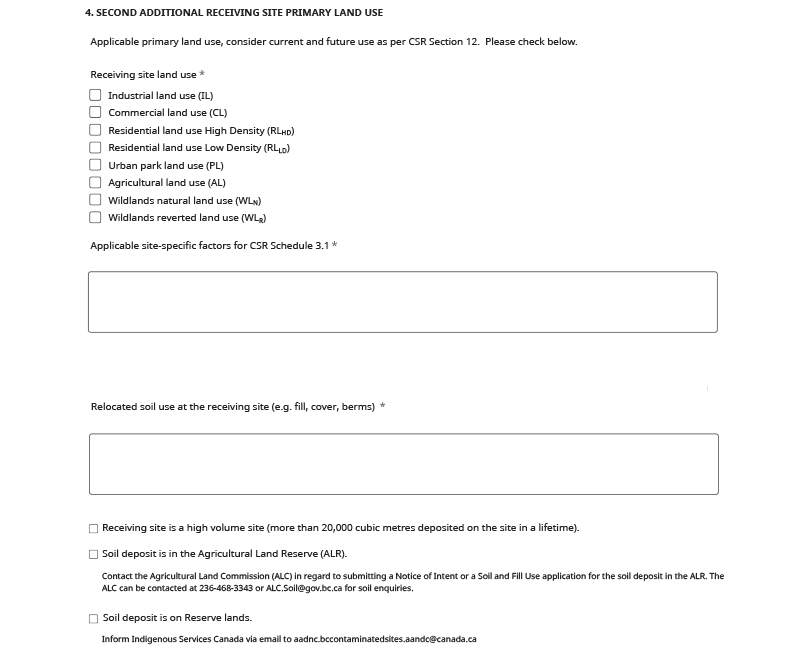 4. SECOND ADDITIONAL RECEIVING SITE PRIMARY LAND USE
Applicable primary land use, consider current and future use as per CSR Section 12.  Please check below.
Receiving site land use *
Industrial land use (IL)
Commercial land use (CL)
Residential land use High Density (RLHD)
Residential land use Low Density (RLLD)
Urban park land use (PL)
Agricultural land use (AL)
Wildlands natural land use (WLN)
Wildlands reverted land use (WLR)
Applicable site-specific factors for CSR Schedule 3.1 *
Relocated soil use at the receiving site (e.g. fill, cover, berms)  *
Receiving site is a high volume site (more than 20,000 cubic metres deposited on the site in a lifetime).
Soil deposit is in the Agricultural Land Reserve (ALR).
Contact the Agricultural Land Commission (ALC) in regard to submitting a Notice of Intent or a Soil and Fill Use application for the soil deposit in the ALR. The
ALC can be contacted at 236-468-3343 or ALC.Soil@gov.bc.ca for soil enquiries.
Soil deposit is on Reserve lands.
Inform Indigenous Services Canada via email to aadnc.bccontaminatedsites.aandc@canada.ca